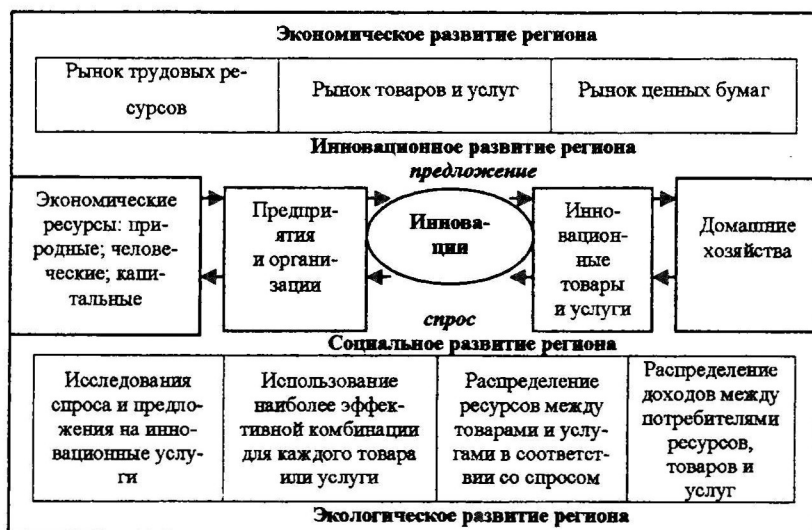 Экономическое развитие региона
Рынок трудовых ре-
сурсов
Рынок товаров и услуг
Рынок ценных бумаг
Инновационное развитие региона
предложение
Экономические
ресурсы: при-
родные; челове-
ческие; капи-
тальные
Предпри-
ятия
и органи-
зации
Иннова-
ции
Инно-
вацион-
ные
товары
и услуги
Домашние
хозяйства
спрос
Социальное развитие региона
Исследования
спроса и предло-
жения на инно-
вационные услу-
ги
Использование
наиболее эффек-
тивной комбинации
для каждого товара
или услуги
Распределение
ресурсов между
товарами и услу-
гами в соответст-
вии со спросом
Распределение
доходов между
потребителями
ресурсов,
товаров и
услуг
Экологическое развитие региона